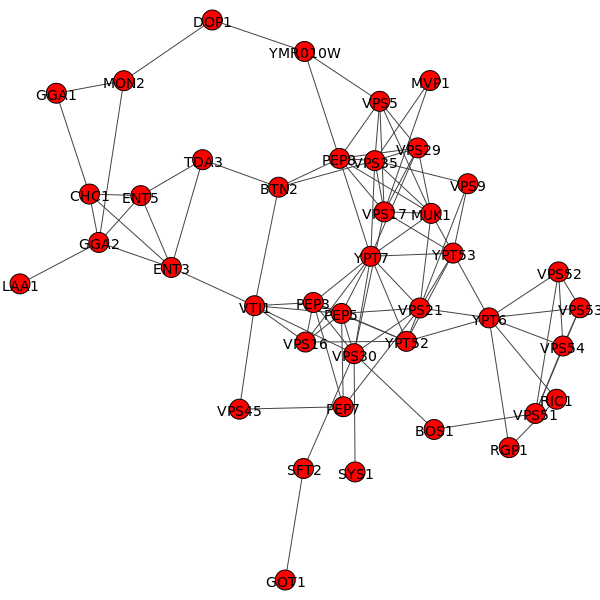 DOP1
YMR010W
MON2
MVP1
GGA1
VPS5
VPS29
PEP8
VPS35
TDA3
VPS9
BTN2
CHC1
ENT5
VPS17
MUK1
GGA2
YPT7
YPT53
ENT3
VPS52
LAA1
VTI1
PEP3
PEP5
VPS21
YPT6
VPS53
VPS16
YPT52
VPS54
VPS30
VPS45
PEP7
RIC1
VPS51
BOS1
RGP1
SFT2
SYS1
GOT1